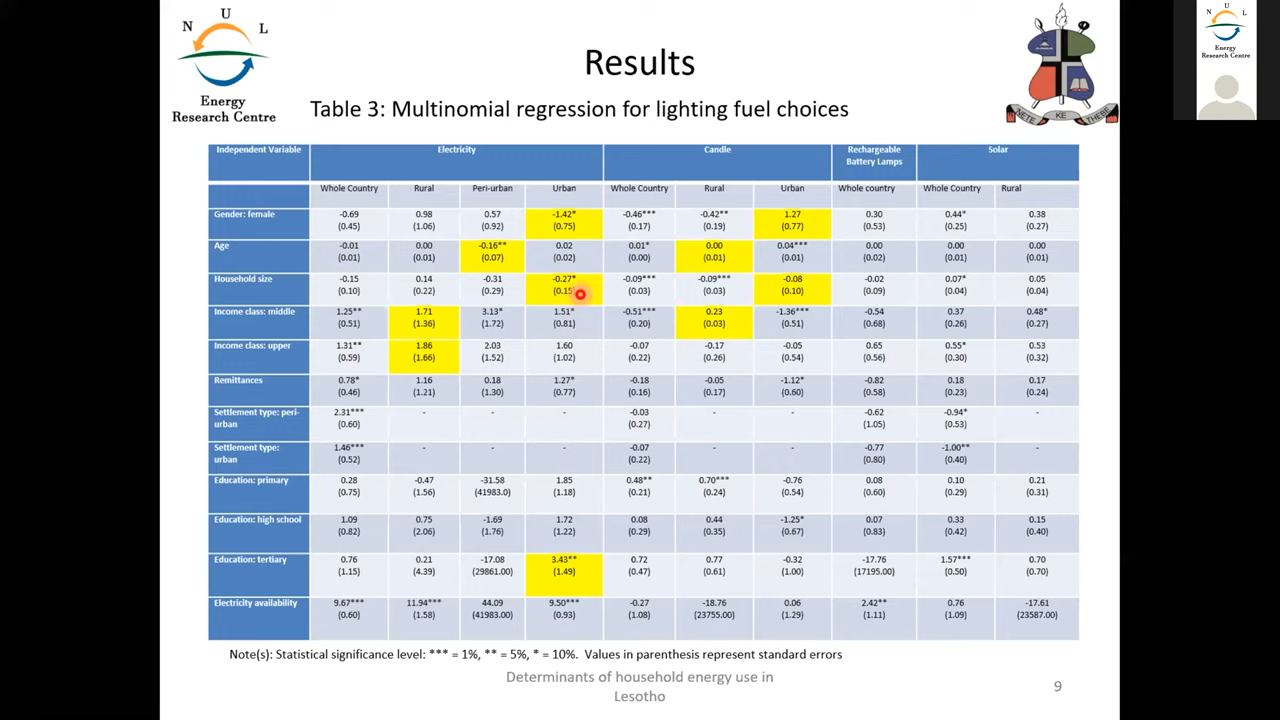 N U L
Energy
Research Centre
Results
Table 3: Multinomial regression for lighting fuel choices
NETE KE THEBE
N U L
Energy
Research Centre
Independent Variable Electricity Candle Rechargeable Battery Lamps Solar
Whole Country Rural Peri-urban Urban Whole Country Rural Urban Whole country Whole Country Rural
Gender: female -0.69 0.98 0.57 -1.42* -0.46*** -0.42** 1.27 0.30 0.44* 0.38
(0.45) (1.06) (0.92) (0.75) (0.17) (0.19) (0.77) (0.53) (0.25) (0.27)
Age -0.01 0.00 -0.16** 0.02 0.01* 0.00 0.04*** 0.00 0.00 0.00
(0.01) (0.01) (0.07) (0.02) (0.00) (0.01) (0.01) (0.02) (0.01) (0.01)
Household size -0.15 0.14 -0.31 -0.27* -0.09*** -0.09*** -0.08 -0.02 0.07* 0.05
(0.10) (0.22) (0.29) (0.15) (0.03) (0.03) (0.10) (0.09) (0.04) (0.04)
Income class: middle 1.25** 1.71 3.13* 1.51* -0.51*** 0.23 -1.36*** -0.54 0.37 0.48*
(0.51) (1.36) (1.72) (0.81) (0.20) (0.03) (0.51) (0.68) (0.26) (0.27)
Income class: upper 1.31** 1.86 2.03 1.60 -0.07 -0.17 -0.05 0.65 0.55* 0.53
(0.59) (1.66) (1.52) (1.02) (0.22) (0.26) (0.54) (0.56) (0.30) (0.32)
Remittances 0.78* 1.16 0.18 1.27* -0.18 -0.05 -1.12* -0.82 0.18 0.17
(0.46) (1.21) (1.30) (0.77) (0.16) (0.17) (0.60) (0.58) (0.23) (0.24)
Settlement type: peri- 2.31*** - - - -0.03 - - -0.62 -0.94* -
urban (0.60) (0.27) (1.05) (0.53)
Settlement type: 1.46*** - - - -0.07 - - -0.77 -1.00** -
urban (0.52) (0.22) (0.80) (0.40)
Education: primary 0.28 -0.47 -31.58 1.85 0.48** 0.70*** -0.76 0.08 0.10 0.21
(0.75) (1.56) (41983.0) (1.18) (0.21) (0.24) (0.54) (0.60) (0.29) (0.31)
Education: high school 1.09 0.75 -1.69 1.72 0.08 0.44 -1.25* 0.07 0.33 0.15
(0.82) (2.06) (1.76) (1.22) (0.29) (0.35) (0.67) (0.83) (0.42) (0.40)
Education: tertiary 0.76 0.21 -17.08 3.43** 0.72 0.77 -0.32 -17.76 1.57*** 0.70
(1.15) (4.39) (29861.00) (1.49) (0.47) (0.61) (1.00) (17195.00) (0.50) (0.70)
Electricity availability 9.67*** 11.94*** 44.09 9.50*** -0.27 -18.76 0.06 2.42** 0.76 -17.61
(0.60) (1.58) (41983.00) (0.93) (1.08) (23755.00) (1.29) (1.11) (1.09) (23587.00)
Note(s): Statistical significance level: *** = 1%, ** = 5%, * = 10%. Values in parenthesis represent standard errors
Determinants of household energy use in
Lesotho
9